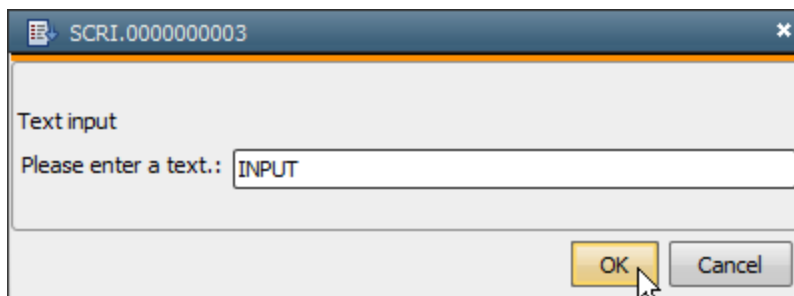 SCRI.0000000003
Text input
Please enter a text.: INPUT
OK Cancel